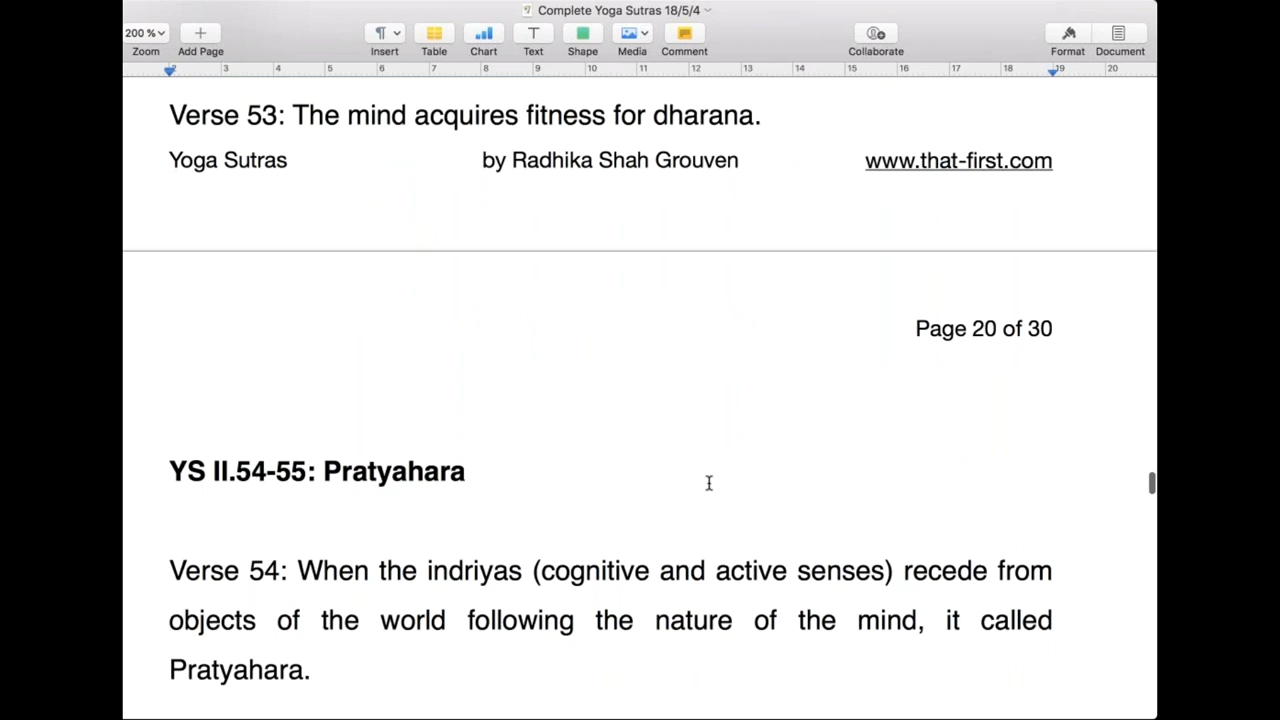 Complete Yoga Sutras 18/5/4
200 %
Zoom Add Page Insert Table Chart Text Shape Media Comment Collaborate Format Document
2 3 4 5 6 7 8 9 10 11 12 13 14 15 16 17 18 19 20
Verse 53: The mind acquires fitness for dharana.
Yoga Sutras by Radhika Shah Grouven www.that-first.com
Page 20 of 30
YS II.54-55: Pratyahara
Verse 54: When the indriyas (cognitive and active senses) recede from
objects of the world following the nature of the mind, it called
Pratyahara.